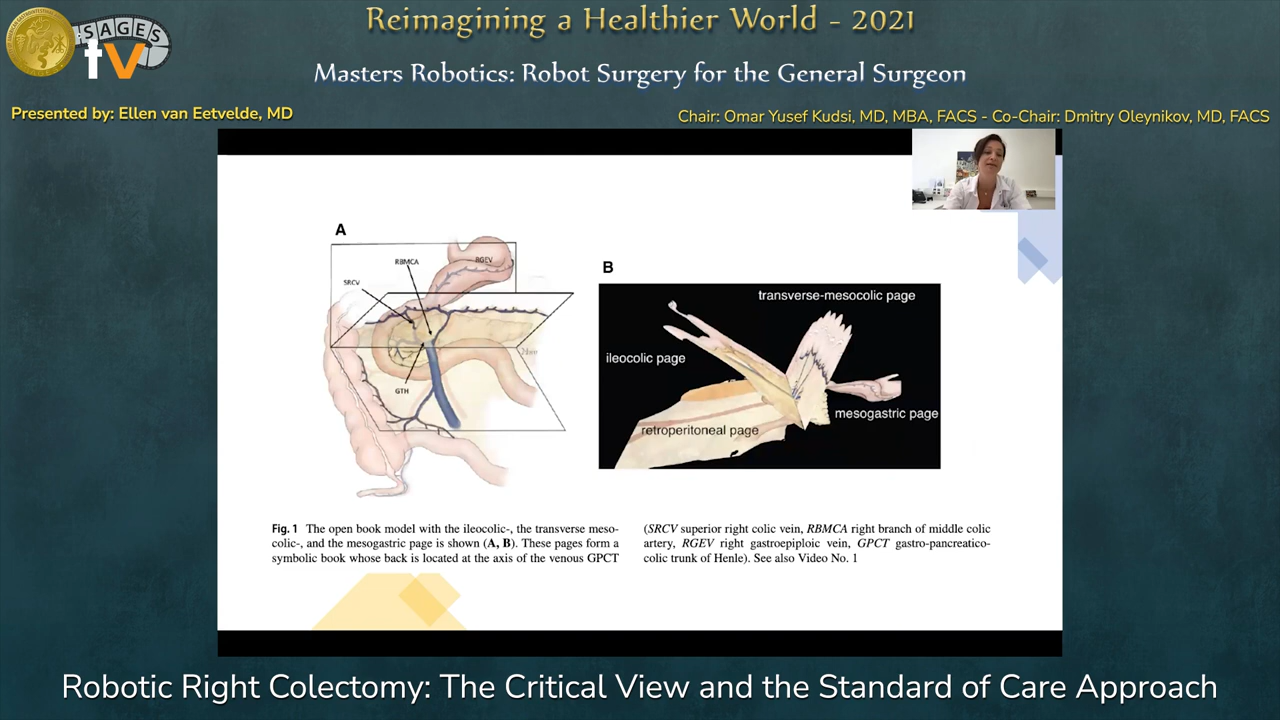 Reimagining a Healthier World - 2021
SAGES
tv
Masters Robotics: Robot Surgery for the General Surgeon
Presented by: Ellen van Eetvelde, MD
Chair: Omar Yusef Kudsi, MD, MBA, FACS - Co-Chair: Dmitry Oleynikov, MD, FACS
A
RBMCA
RGEV
SRCV
GTH
B
transverse-mesocolic page
ileocolic page
mesogastric page
retroperitoneal page
Fig. 1 The open book model with the ileocolic-, the transverse meso-
colic-, and the mesogastric page is shown (A, B). These pages form a
symbolic book whose back is located at the axis of the venous GPCT
(SRCV superior right colic vein, RBMCA right branch of middle colic
artery, RGEV right gastroepiploic vein, GPCT gastro-pancreatico-
colic trunk of Henle). See also Video No. 1
Robotic Right Colectomy: The Critical View and the Standard of Care Approach